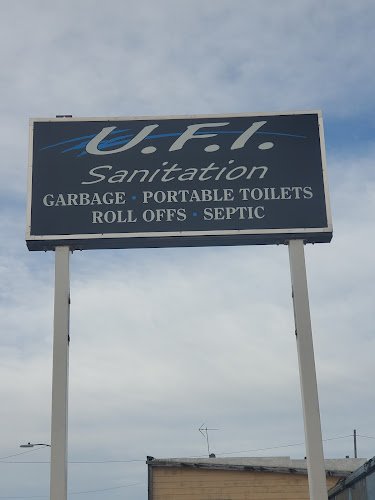 U.F.I.
Sanitation
GARBAGE · PORTABLE TOILETS
ROLL OFFS · SEPTIC